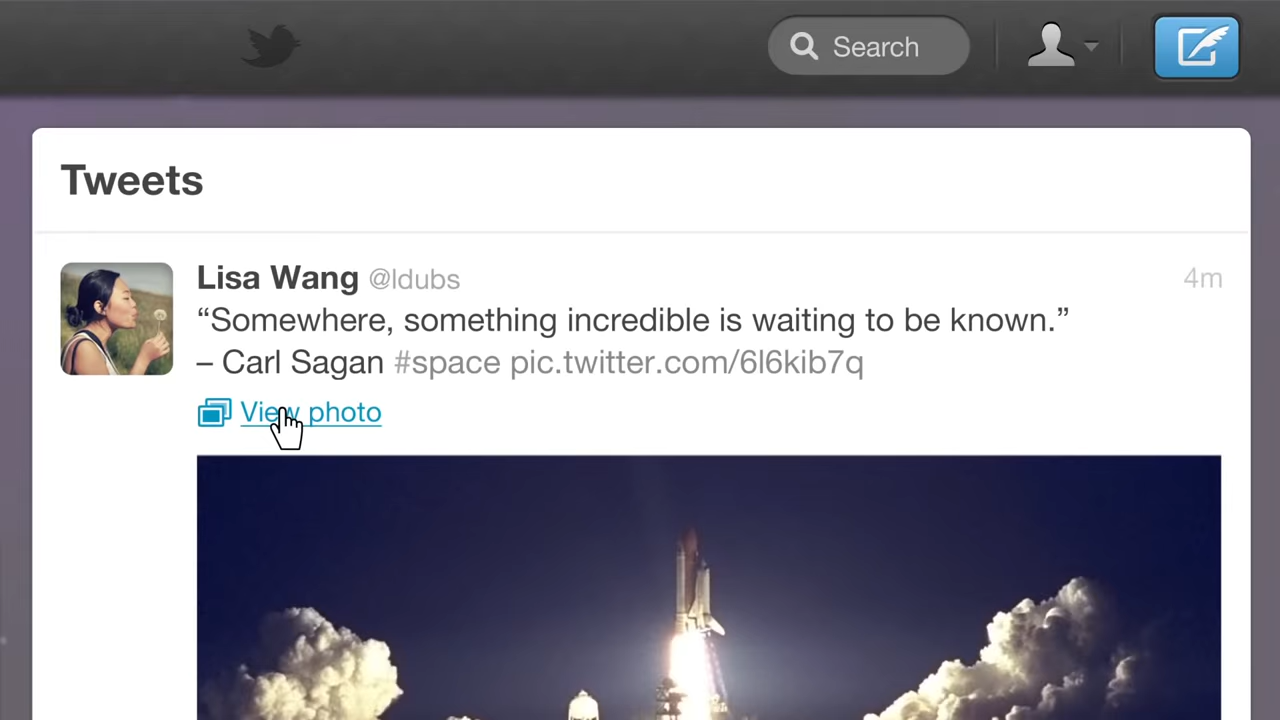 Search
Tweets
Lisa Wang @ldubs 4m
“Somewhere, something incredible is waiting to be known.”
– Carl Sagan #space pic.twitter.com/6l6kib7q
View photo